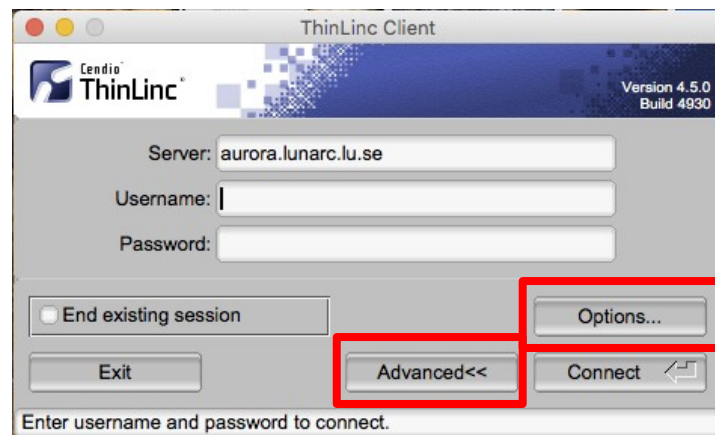 ThinLinc Client
Cendio
ThinLinc
Version 4.5.0
Build 4930
Server: aurora.lunarc.lu.se
Username:
Password:
End existing session
Options...
Exit
Advanced<<
Connect
Enter username and password to connect.